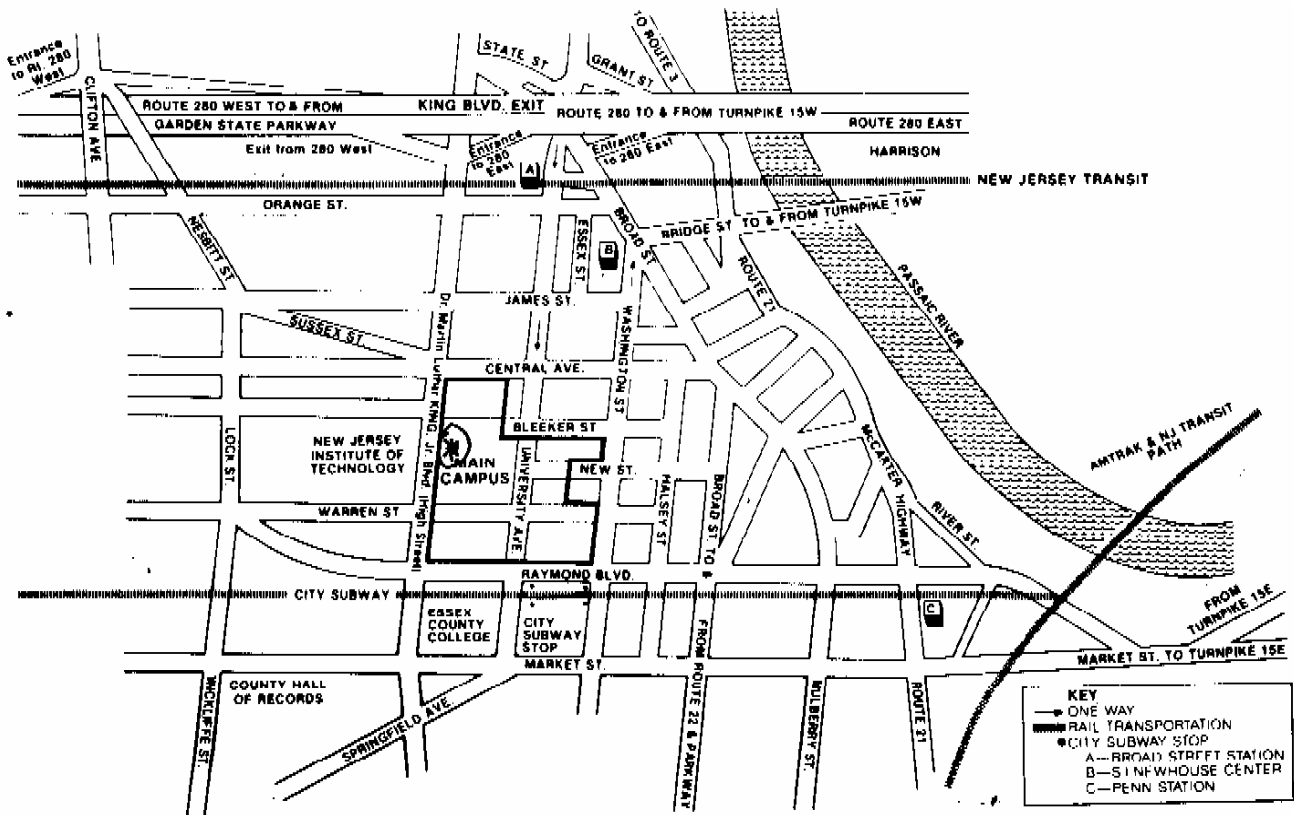 Entrance
to Rt. 280
West
CLIFTON AVE
STATE ST
GRANT ST
TO ROUTE 3
ROUTE 280 WEST TO & FROM
GARDEN STATE PARKWAY
KING BLVD. EXIT
ROUTE 280 TO & FROM TURNPIKE 15W
ROUTE 280 EAST
Exit from 280 West
Entrance
to 280
East
Entrance
to 280 East
HARRISON
A
NEW JERSEY TRANSIT
ORANGE ST.
NESBITT ST
ESSEX ST.
B
BROAD ST
BRIDGE ST TO & FROM TURNPIKE 15W
ROUTE 21
PASSAIC RIVER
JAMES ST.
SUSSEX ST.
Dr. Martin Luther King, Jr. Blvd. (High Street)
WASHINGTON ST
CENTRAL AVE.
BLEEKER ST
NEW JERSEY
INSTITUTE OF
TECHNOLOGY
MAIN
CAMPUS
UNIVERSITY AVE.
NEW ST.
LOCK ST.
HALSEY ST
BROAD ST. TO
McCARTER HIGHWAY
RIVER ST.
AMTRAK & NJ TRANSIT
PATH
WARREN ST
RAYMOND BLVD.
CITY SUBWAY
ESSEX
COUNTY
COLLEGE
CITY
SUBWAY
STOP
C
FROM
TURNPIKE 15E
MARKET ST.
MARKET ST. TO TURNPIKE 15E
COUNTY HALL
OF RECORDS
WICKLIFFE ST.
SPRINGFIELD AVE.
FROM ROUTE 22 & PARKWAY
MULBERRY ST.
ROUTE 21
KEY
ONE WAY
RAIL TRANSPORTATION
CITY SUBWAY STOP
A—BROAD STREET STATION
B—SI NEWHOUSE CENTER
C—PENN STATION